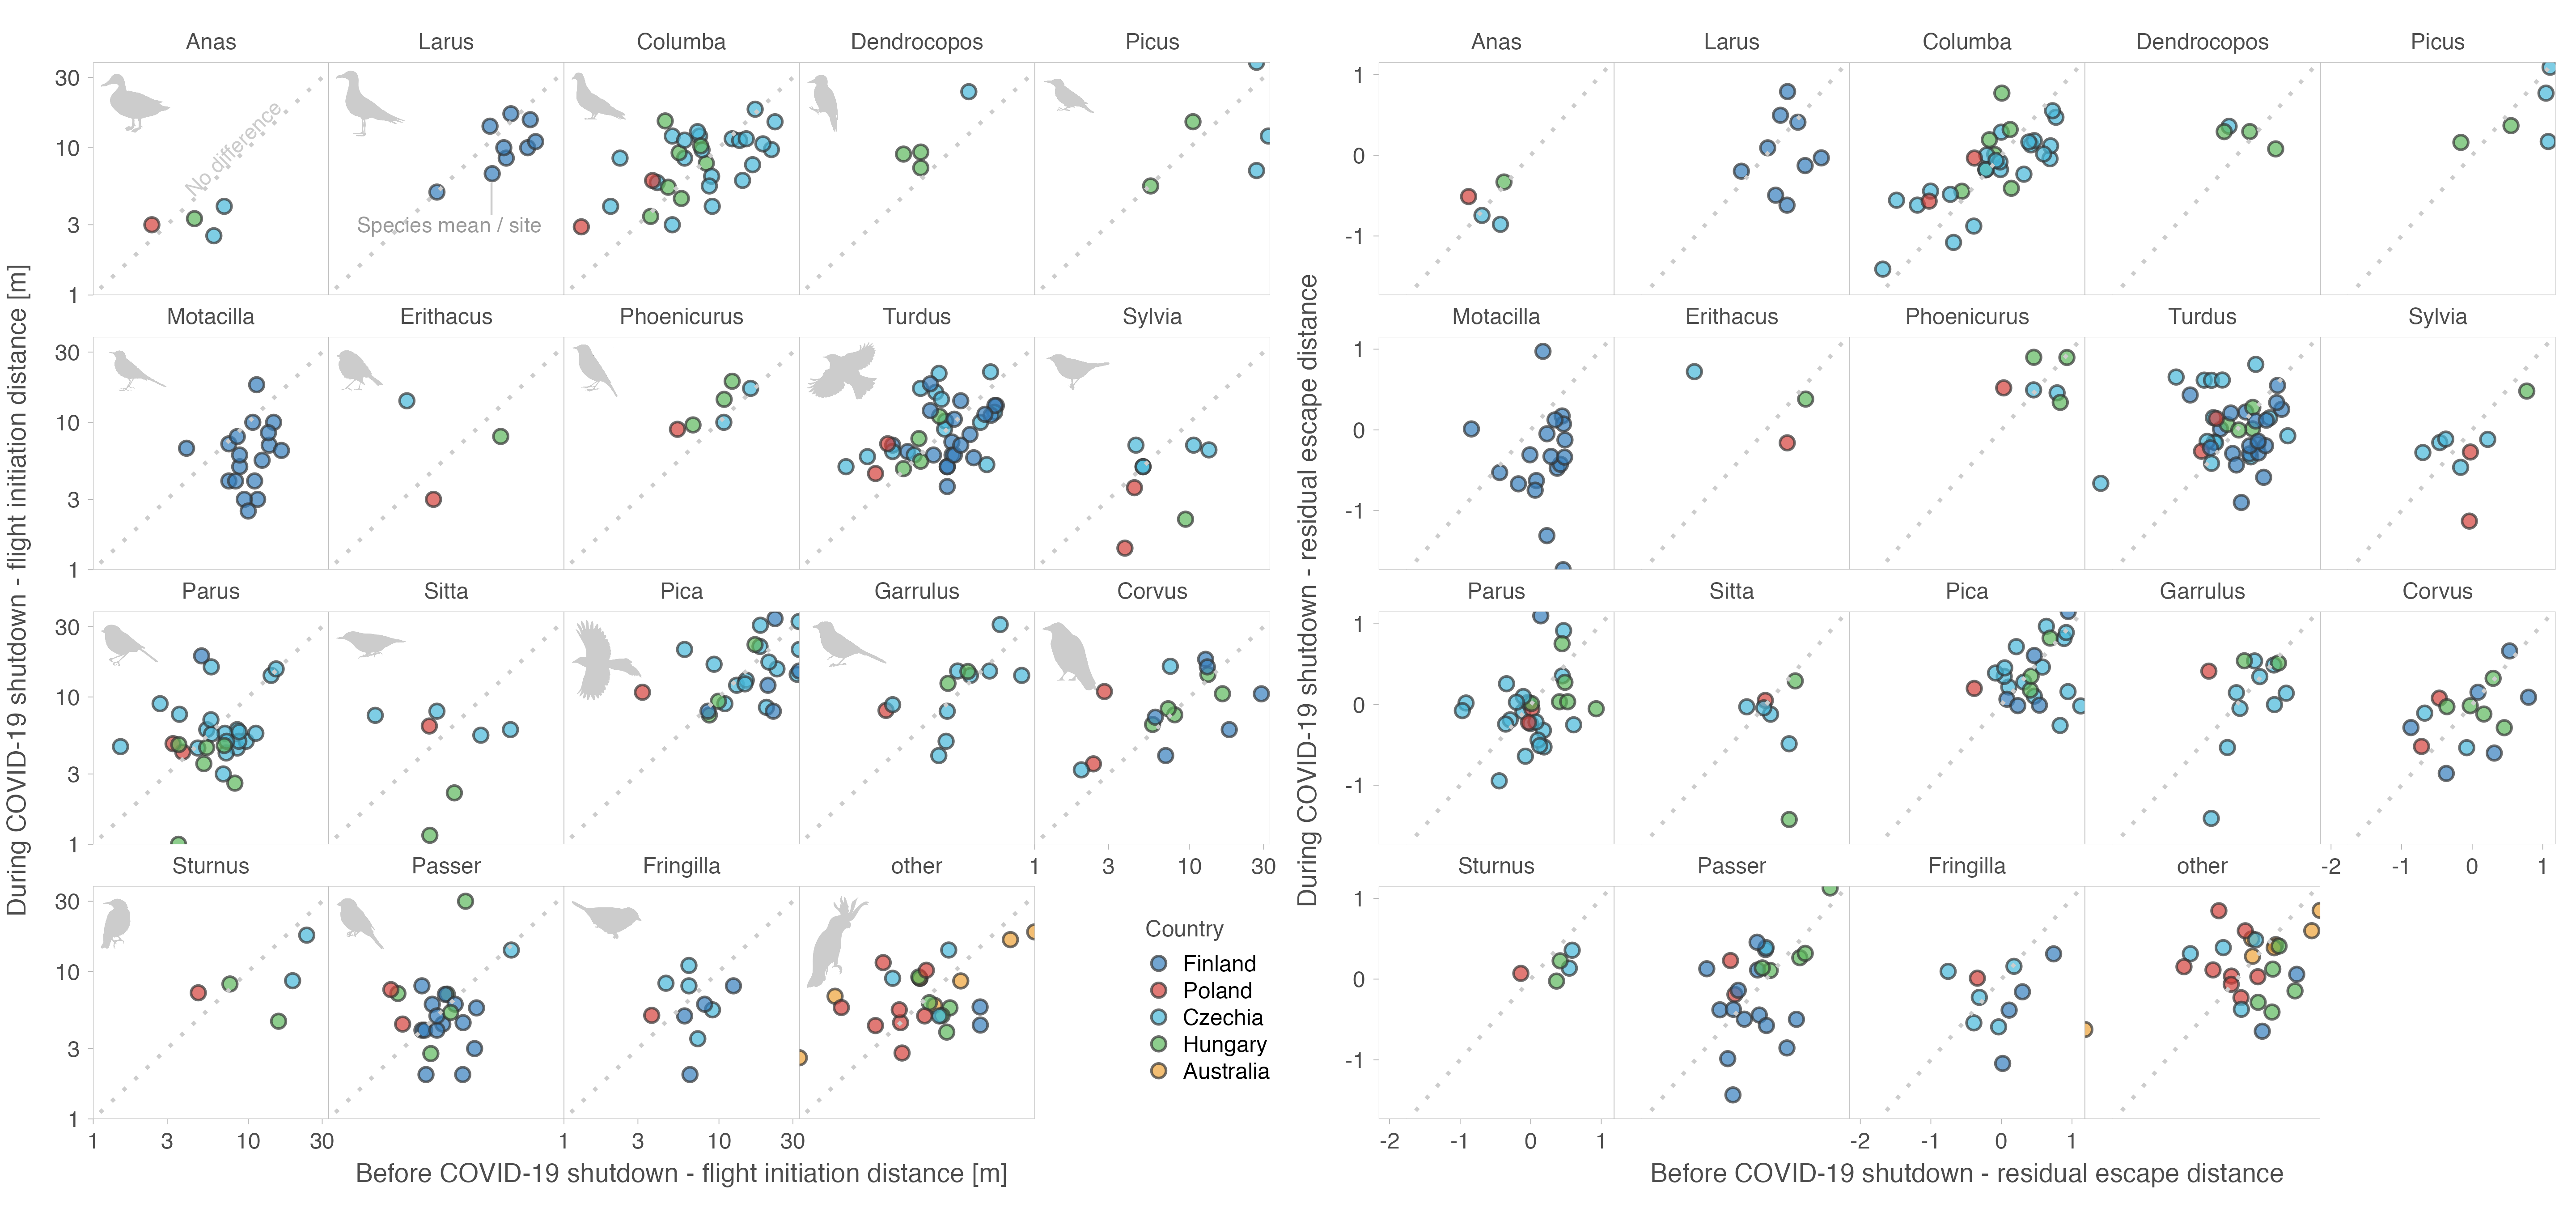 Anas Larus Columba Dendrocopos Picus
30
10
3
1
No difference
Species mean / site
Motacilla Erithacus Phoenicurus Turdus Sylvia
30
10
3
1
Parus Sitta Pica Garrulus Corvus
30
10
3
1
1 3 10 30
Sturnus Passer Fringilla other
30
10
3
1
1 3 10 30 1 3 10 30
During COVID-19 shutdown - flight initiation distance [m]
Before COVID-19 shutdown - flight initiation distance [m]
Country
Finland
Poland
Czechia
Hungary
Australia
Anas Larus Columba Dendrocopos Picus
1
0
-1
Motacilla Erithacus Phoenicurus Turdus Sylvia
1
0
-1
Parus Sitta Pica Garrulus Corvus
1
0
-1
-2 -1 0 1
Sturnus Passer Fringilla other
1
0
-1
-2 -1 0 1 -2 -1 0 1
During COVID-19 shutdown - residual escape distance
Before COVID-19 shutdown - residual escape distance